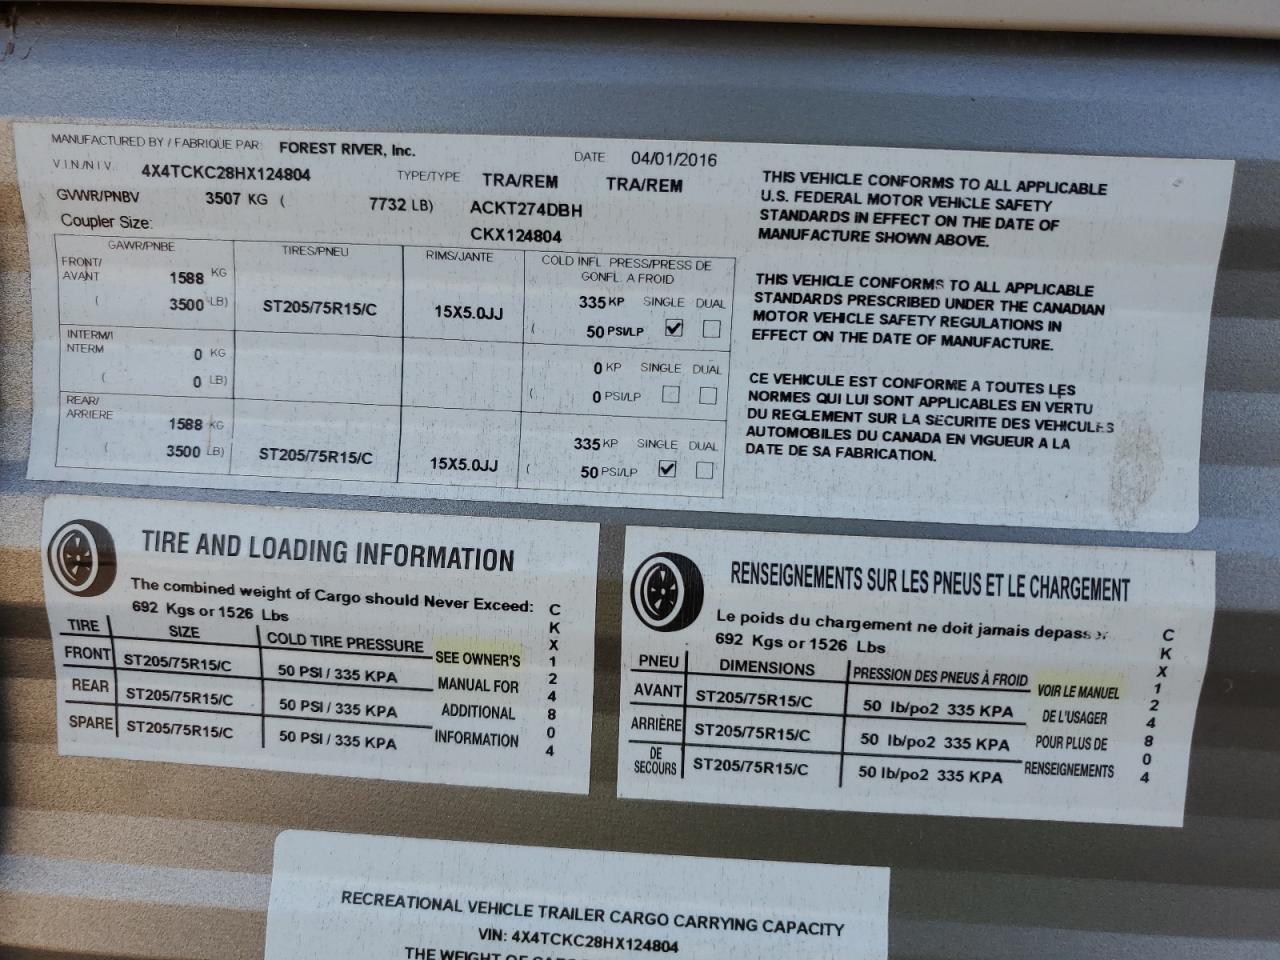 MANUFACTURED BY / FABRIQUE PAR: FOREST RIVER, Inc. DATE 04/01/2016
V.I.N./N I V. 4X4TCKC28HX124804 TYPE/TYPE TRA/REM TRA/REM
GVWR/PNBV 3507 KG ( 7732 LB) ACKT274DBH
Coupler Size: CKX124804
GAWR/PNBE TIRES/PNEU RIMS/JANTE COLD INFL. PRESS/PRESS DE
GONFL. A FROID
FRONT/
AVANT 1588 KG 335 KP SINGLE DUAL
( 3500 LB) ST205/75R15/C 15X5.0JJ ( 50 PSI/LP
INTERM/I
NTERM 0 KG 0 KP SINGLE DUAL
( 0 LB) ( 0 PSI/LP
REAR/
ARRIERE 1588 KG 335 KP SINGLE DUAL
( 3500 LB) ST205/75R15/C 15X5.0JJ ( 50 PSI/LP
THIS VEHICLE CONFORMS TO ALL APPLICABLE
U.S. FEDERAL MOTOR VEHICLE SAFETY
STANDARDS IN EFFECT ON THE DATE OF
MANUFACTURE SHOWN ABOVE.
THIS VEHICLE CONFORMS TO ALL APPLICABLE
STANDARDS PRESCRIBED UNDER THE CANADIAN
MOTOR VEHICLE SAFETY REGULATIONS IN
EFFECT ON THE DATE OF MANUFACTURE.
CE VEHICULE EST CONFORME A TOUTES LES
NORMES QUI LUI SONT APPLICABLES EN VERTU
DU REGLEMENT SUR LA SECURITE DES VEHICULES
AUTOMOBILES DU CANADA EN VIGUEUR A LA
DATE DE SA FABRICATION.
TIRE AND LOADING INFORMATION
The combined weight of Cargo should Never Exceed:
692 Kgs or 1526 Lbs
TIRE SIZE COLD TIRE PRESSURE SEE OWNER'S
FRONT ST205/75R15/C 50 PSI / 335 KPA MANUAL FOR
REAR ST205/75R15/C 50 PSI / 335 KPA ADDITIONAL
SPARE ST205/75R15/C 50 PSI / 335 KPA INFORMATION
CKX124804
RENSEIGNEMENTS SUR LES PNEUS ET LE CHARGEMENT
Le poids du chargement ne doit jamais depasser
692 Kgs or 1526 Lbs
PNEU DIMENSIONS PRESSION DES PNEUS À FROID VOIR LE MANUEL
AVANT ST205/75R15/C 50 lb/po2 335 KPA DE L'USAGER
ARRIÈRE ST205/75R15/C 50 lb/po2 335 KPA POUR PLUS DE
DE
SECOURS ST205/75R15/C 50 lb/po2 335 KPA RENSEIGNEMENTS
CKX124804
RECREATIONAL VEHICLE TRAILER CARGO CARRYING CAPACITY
VIN: 4X4TCKC28HX124804
THE WEIGHT OF